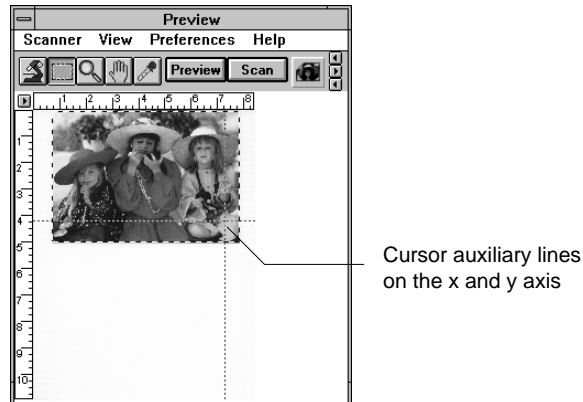 Preview
Scanner View Preferences Help
Preview Scan
1 2 3 4 5 6 7 8
1
2
3
4
5
6
7
8
9
10
Cursor auxiliary lines
on the x and y axis